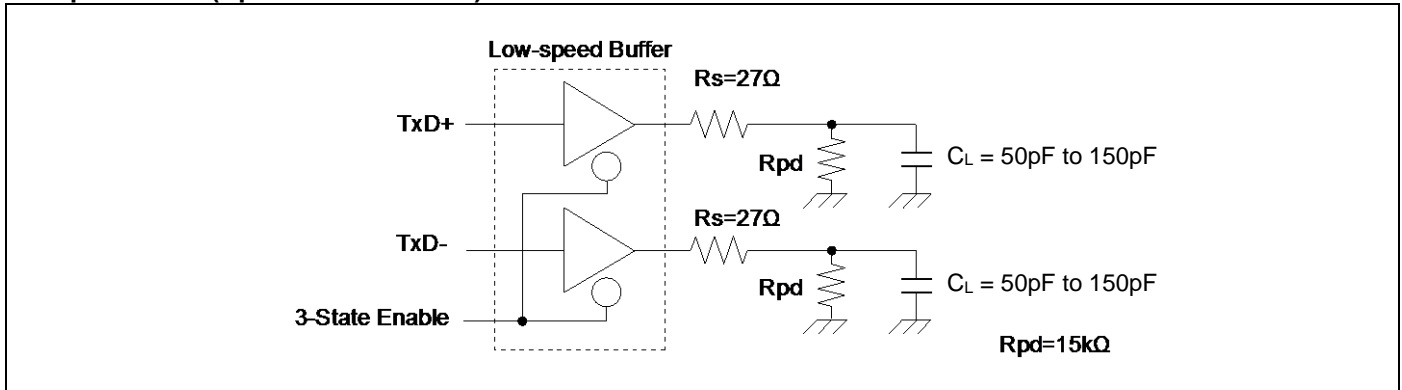 Low-speed Buffer
Rs=27Ω
TxD+
Rpd
CL = 50pF to 150pF
Rs=27Ω
TxD-
Rpd
CL = 50pF to 150pF
3-State Enable
Rpd=15kΩ